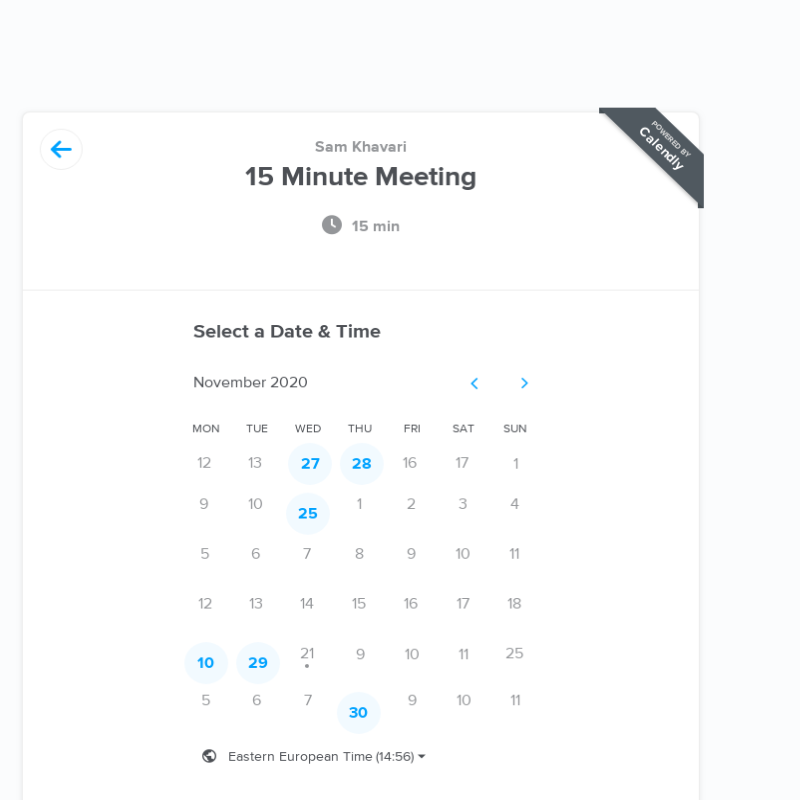 POWERED BY
Calendly
Sam Khavari
15 Minute Meeting
15 min
Select a Date & Time
November 2020
MON TUE WED THU FRI SAT SUN
12 13 27 28 16 17 1
9 10 25 1 2 3 4
5 6 7 8 9 10 11
12 13 14 15 16 17 18
10 29 21 9 10 11 25
5 6 7 30 9 10 11
Eastern European Time (14:56)